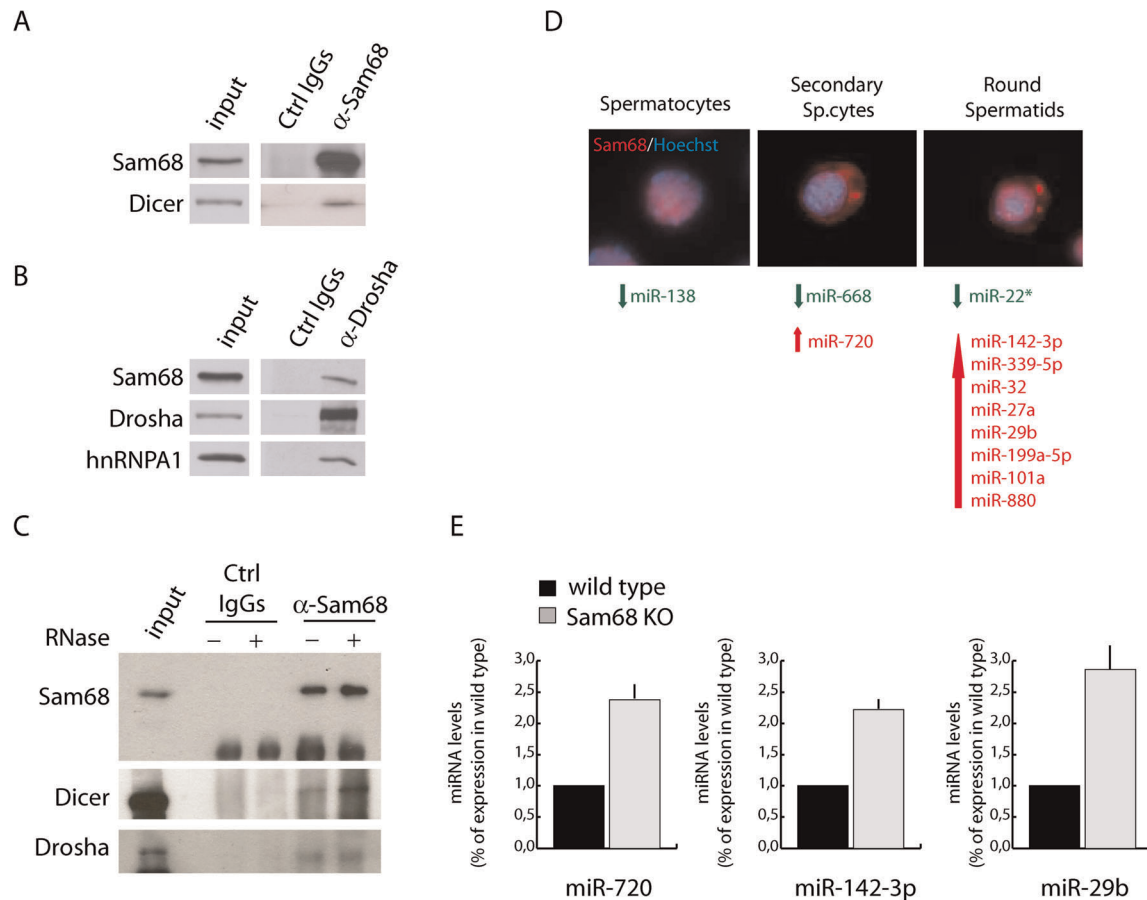 A
input
Ctrl IgGs
α-Sam68
Sam68
Dicer
B
input
Ctrl IgGs
α-Drosha
Sam68
Drosha
hnRNPA1
C
input
Ctrl
IgGs
α-Sam68
RNase
− + − +
Sam68
Dicer
Drosha
D
Spermatocytes
Secondary
Sp.cytes
Round
Spermatids
Sam68/Hoechst
miR-138
miR-668
miR-720
miR-22*
miR-142-3p
miR-339-5p
miR-32
miR-27a
miR-29b
miR-199a-5p
miR-101a
miR-880
E
wild type
Sam68 KO
miRNA levels
(% of expression in wild type)
3,0
2,5
2,0
1,5
1,0
0,5
0,0
miR-720
miRNA levels
(% of expression in wild type)
3,0
2,5
2,0
1,5
1,0
0,5
0,0
miR-142-3p
miRNA levels
(% of expression in wild type)
3,0
2,5
2,0
1,5
1,0
0,5
0,0
miR-29b